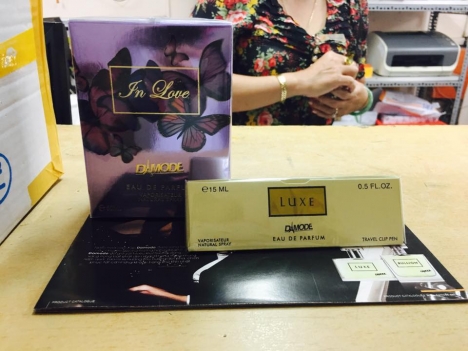 In Love
DAMODE
EAU DE PARFUM
℮15 ML
LUXE
0.5 FL.OZ.
VAPORISATEUR
NATURAL SPRAY
DAMODE
EAU DE PARFUM
TRAVEL CLIP PEN
LUXE